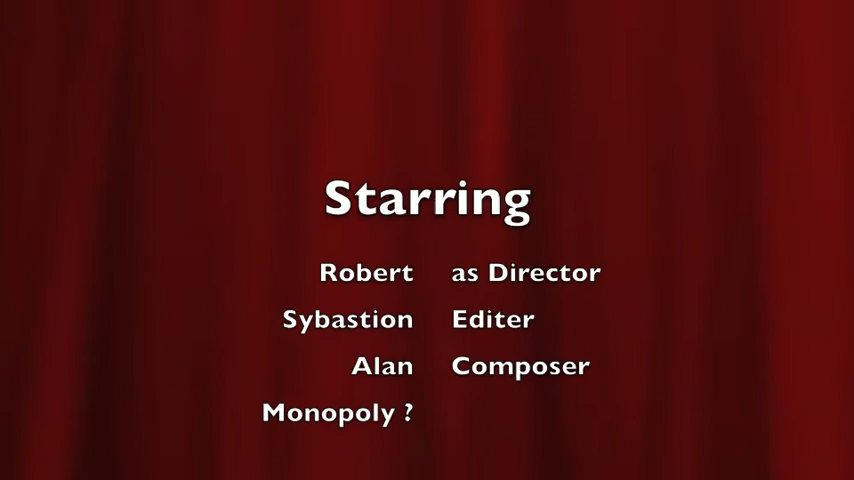 Starring
Robert as Director
Sybastion Editer
Alan Composer
Monopoly ?